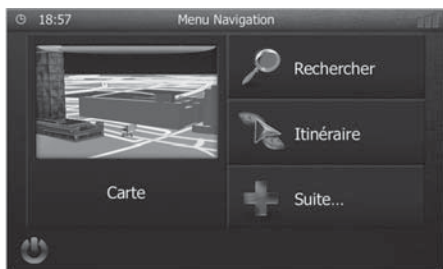 18:57 Menu Navigation
Rechercher
Itinéraire
Carte
Suite...